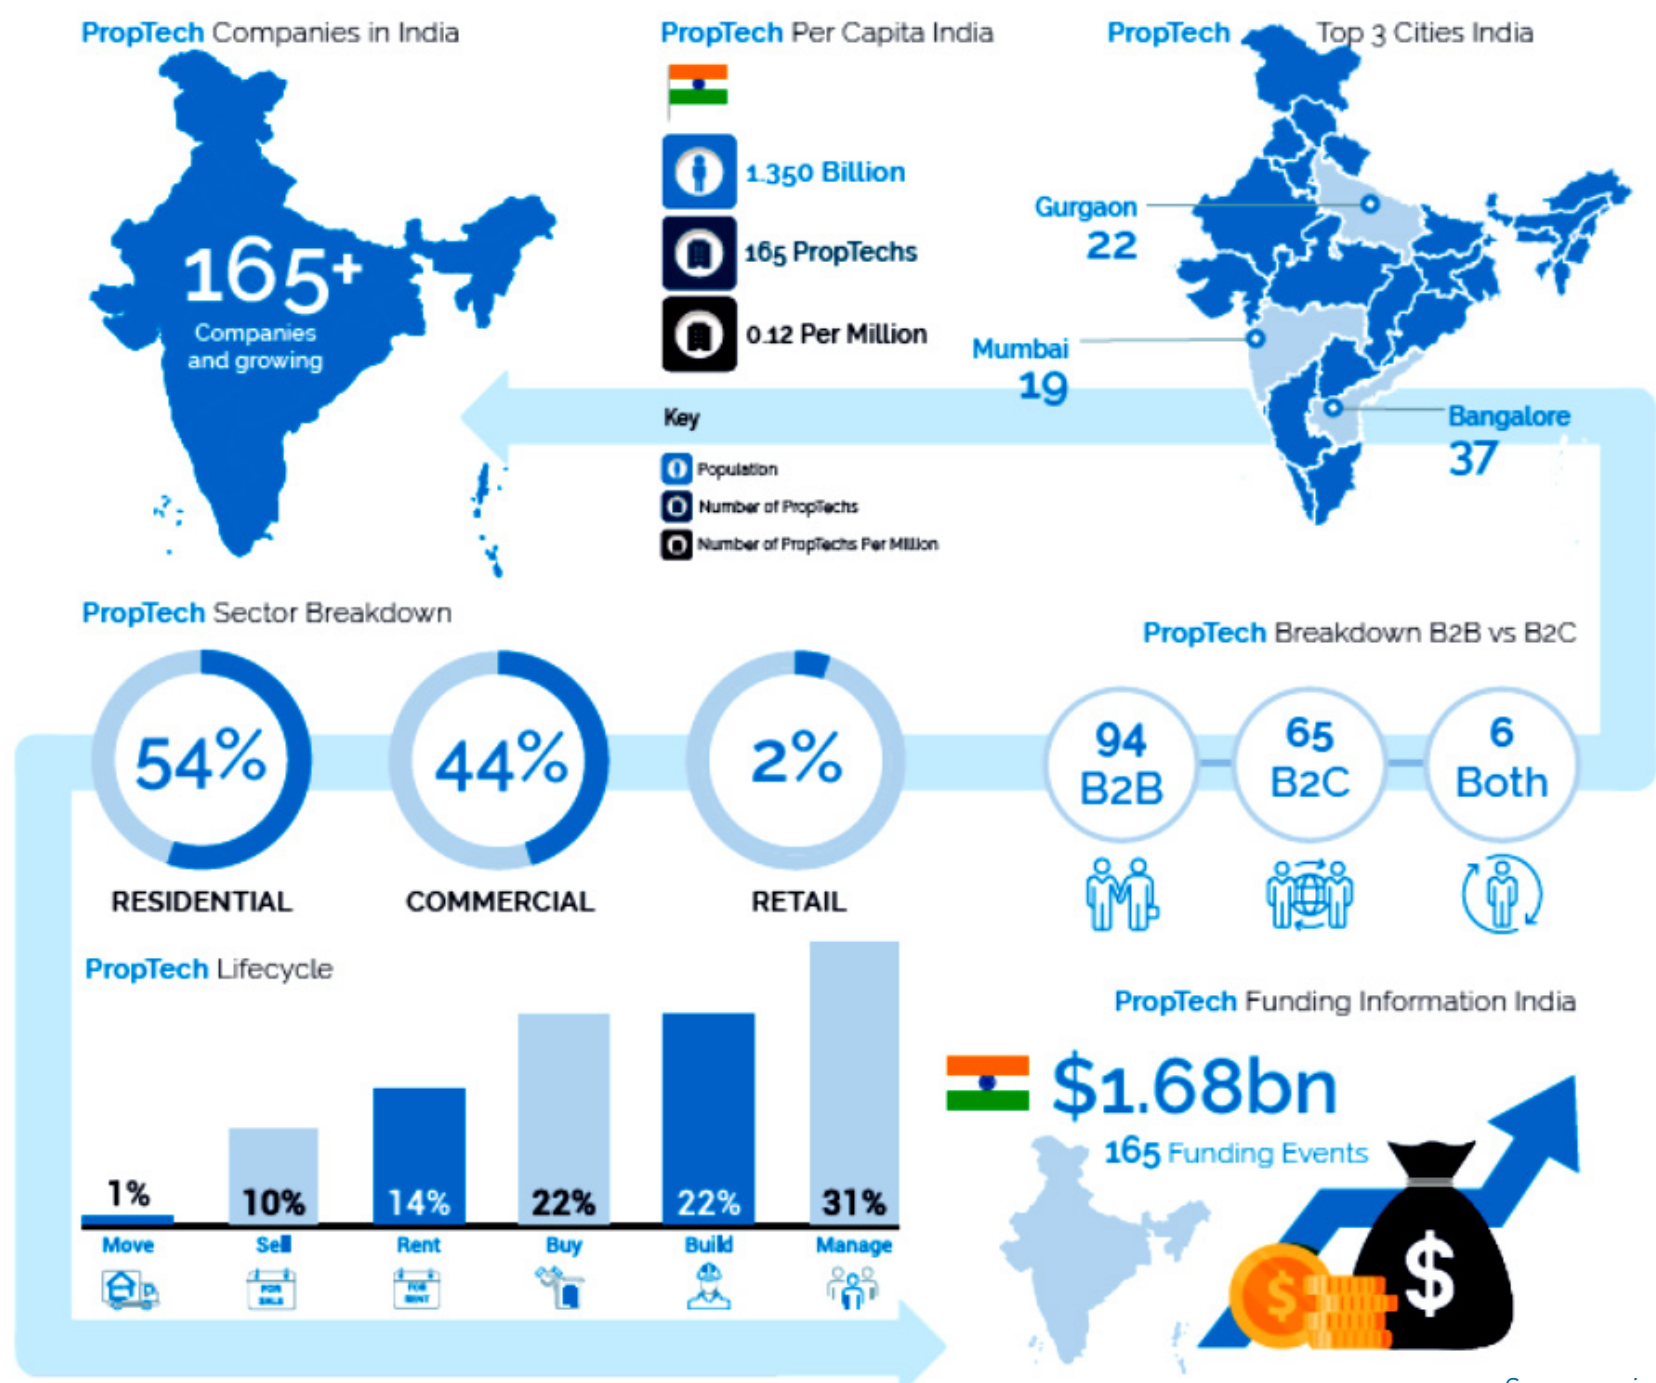 PropTech Companies in India
165+
Companies
and growing
PropTech Per Capita India
1.350 Billion
165 PropTechs
0.12 Per Million
Key
Population
Number of PropTechs
Number of PropTechs Per Million
PropTech Top 3 Cities India
Gurgaon
22
Mumbai
19
Bangalore
37
PropTech Sector Breakdown
54%
RESIDENTIAL
44%
COMMERCIAL
2%
RETAIL
PropTech Breakdown B2B vs B2C
94
B2B
65
B2C
6
Both
PropTech Lifecycle
1%
10%
14%
22%
22%
31%
Move
Sell
Rent
Buy
Build
Manage
FOR
SALE
FOR
RENT
PropTech Funding Information India
$1.68bn
165 Funding Events
$
$